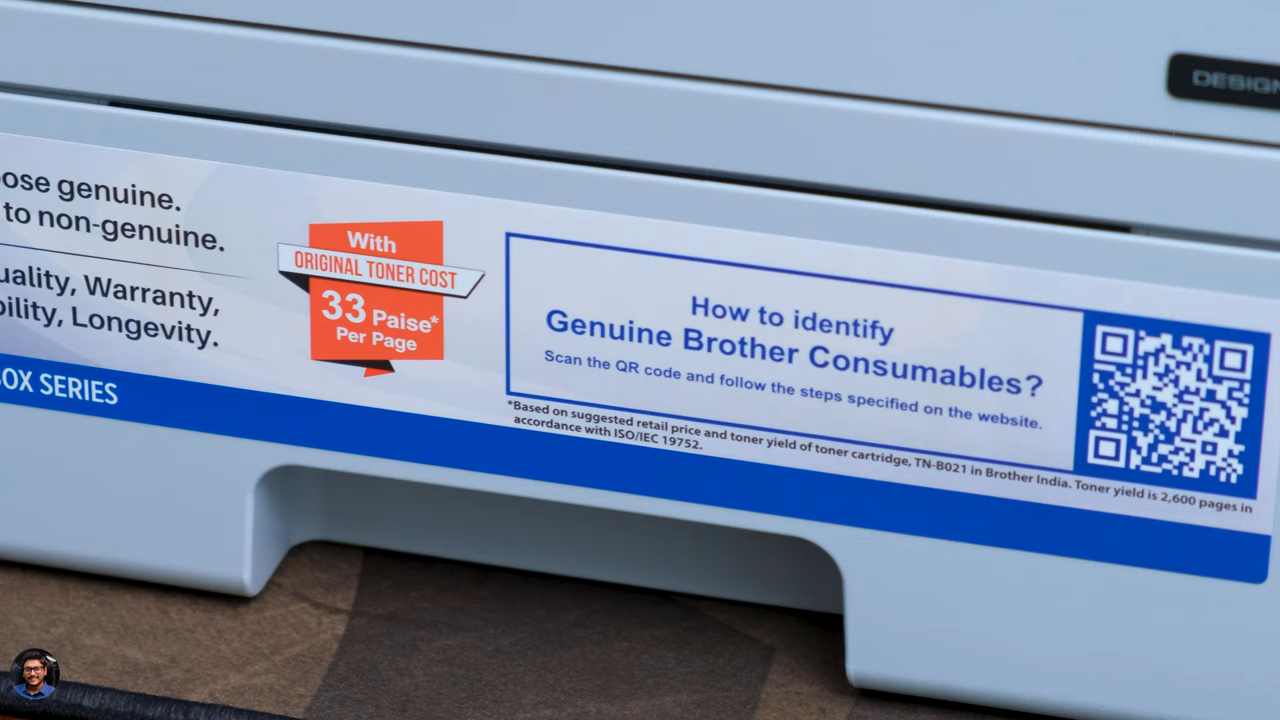 ose genuine.
to non-genuine.
uality, Warranty,
bility, Longevity.
OX SERIES
With
ORIGINAL TONER COST
33 Paise*
Per Page
How to identify
Genuine Brother Consumables?
Scan the QR code and follow the steps specified on the website.
*Based on suggested retail price and toner yield of toner cartridge, TN-B021 in Brother India. Toner yield is 2,600 pages in
accordance with ISO/IEC 19752.
DESIGN